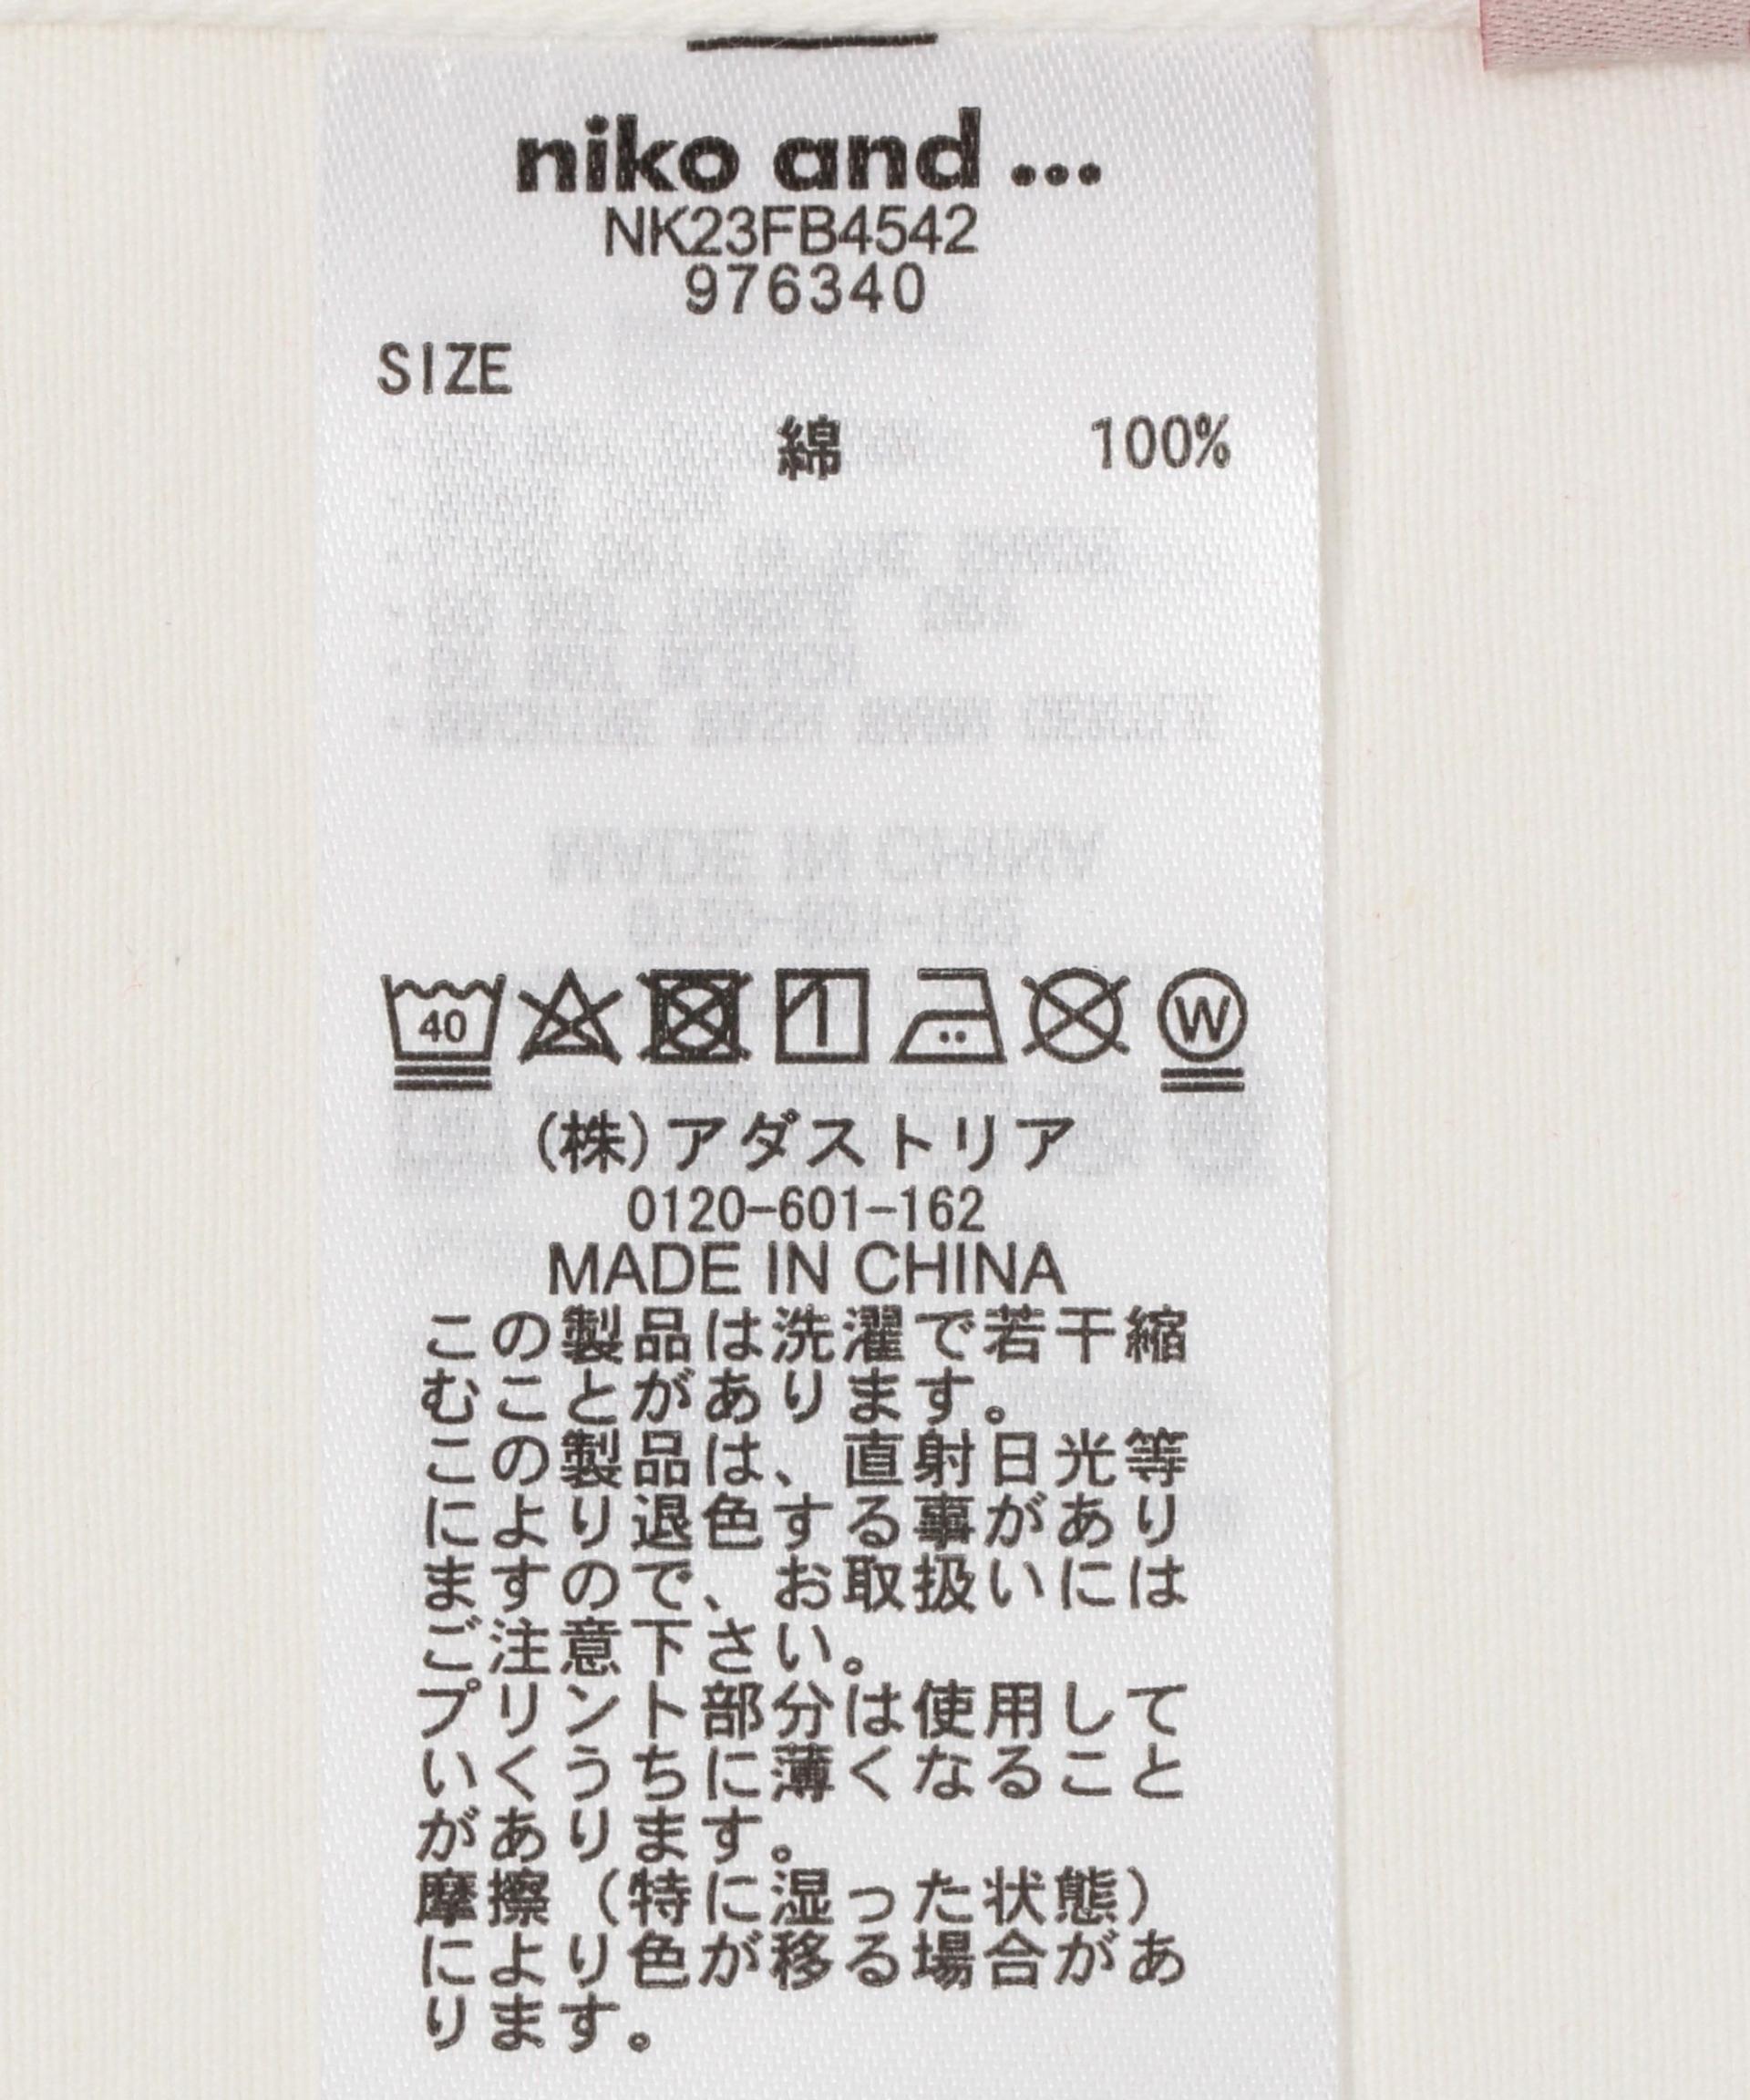 niko and ...
NK23FB4542
976340
SIZE
綿 100%
40 W
(株)アダストリア
0120-601-162
MADE IN CHINA
この製品は洗濯で若干縮
むことがあります。
この製品は、直射日光等
により退色する事があり
ますので、お取扱いには
ご注意下さい。
プリント部分は使用して
いくうちに薄くなること
があります。
摩擦（特に湿った状態）
により色が移る場合があ
ります。